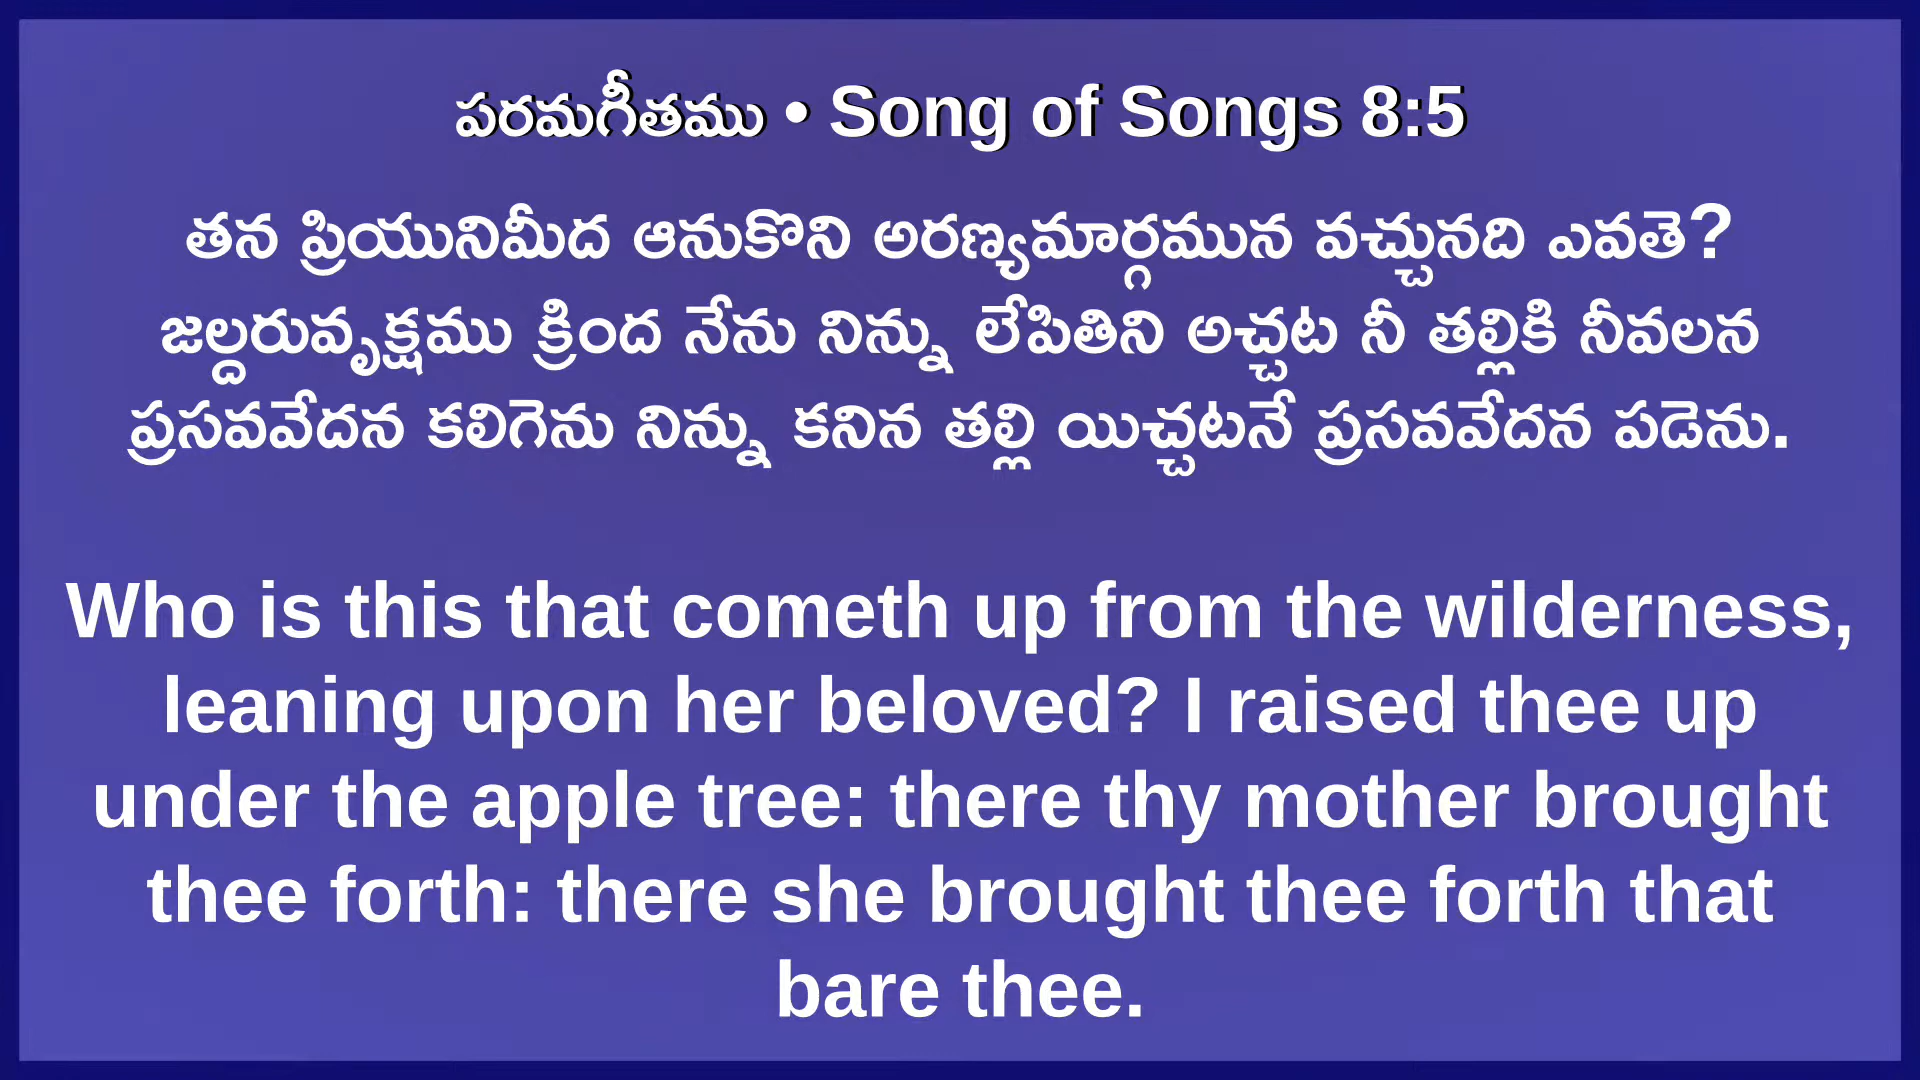 పరమగీతము • Song of Songs 8:5
తన ప్రియునిమీద ఆనుకొని అరణ్యమార్గమున వచ్చునది ఎవతె?
జల్దరువృక్షము క్రింద నేను నిన్ను లేపితిని అచ్చట నీ తల్లికి నీవలన
ప్రసవవేదన కలిగెను నిన్ను కనిన తల్లి యిచ్చటనే ప్రసవవేదన పడెను.
Who is this that cometh up from the wilderness,
leaning upon her beloved? I raised thee up
under the apple tree: there thy mother brought
thee forth: there she brought thee forth that
bare thee.